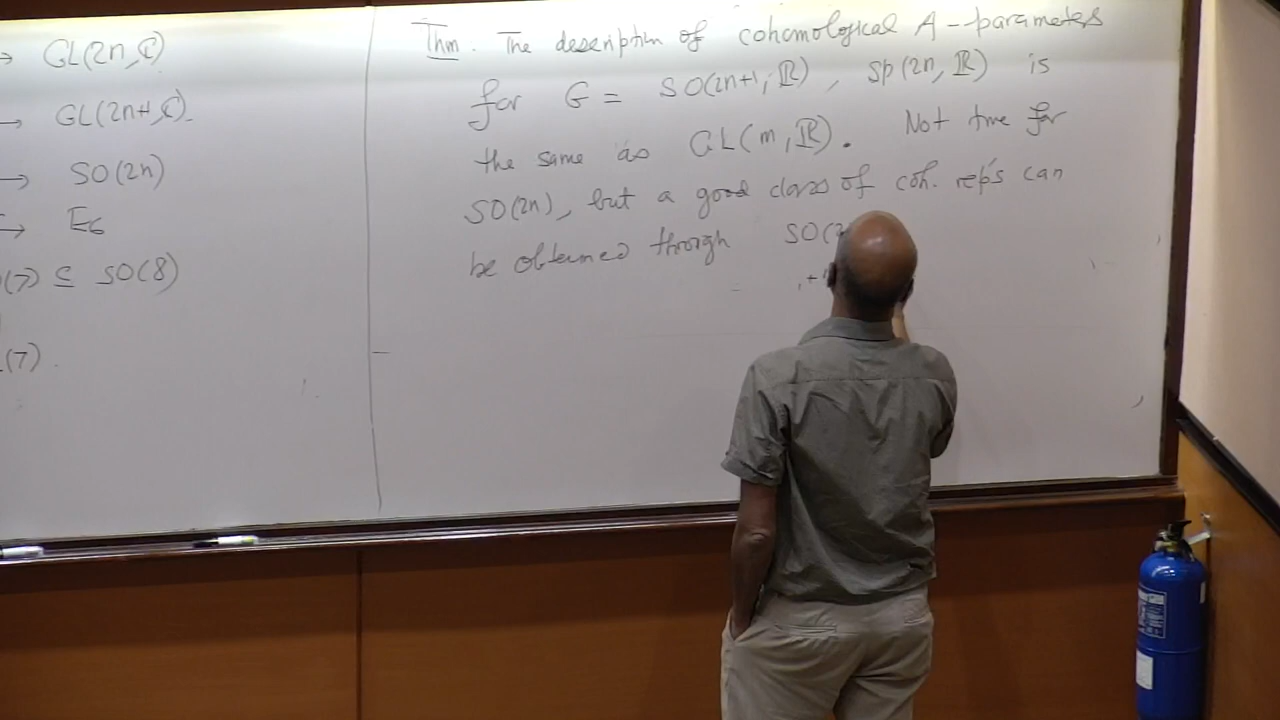 → GL(2n, ℂ)
→ GL(2n+1, ℂ).
→ SO(2n)
→ E6
(7) ⊆ SO(8)
(7).
Thm. The description of cohomological A-parameters
for G = SO(2n+1, ℝ), Sp(2n, ℝ) is
the same as GL(m, ℝ). Not true for
SO(2n), but a good class of coh. rep's can
be obtained through SO(2